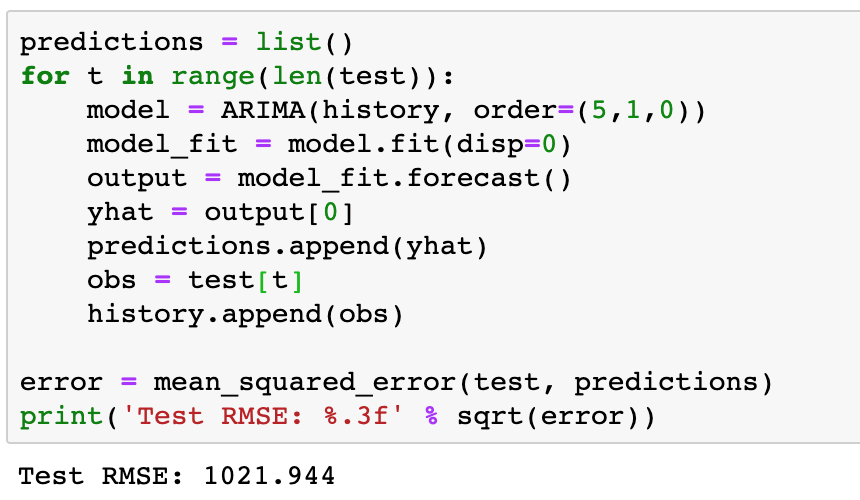 predictions = list()
for t in range(len(test)):
    model = ARIMA(history, order=(5,1,0))
    model_fit = model.fit(disp=0)
    output = model_fit.forecast()
    yhat = output[0]
    predictions.append(yhat)
    obs = test[t]
    history.append(obs)

error = mean_squared_error(test, predictions)
print('Test RMSE: %.3f' % sqrt(error))
Test RMSE: 1021.944